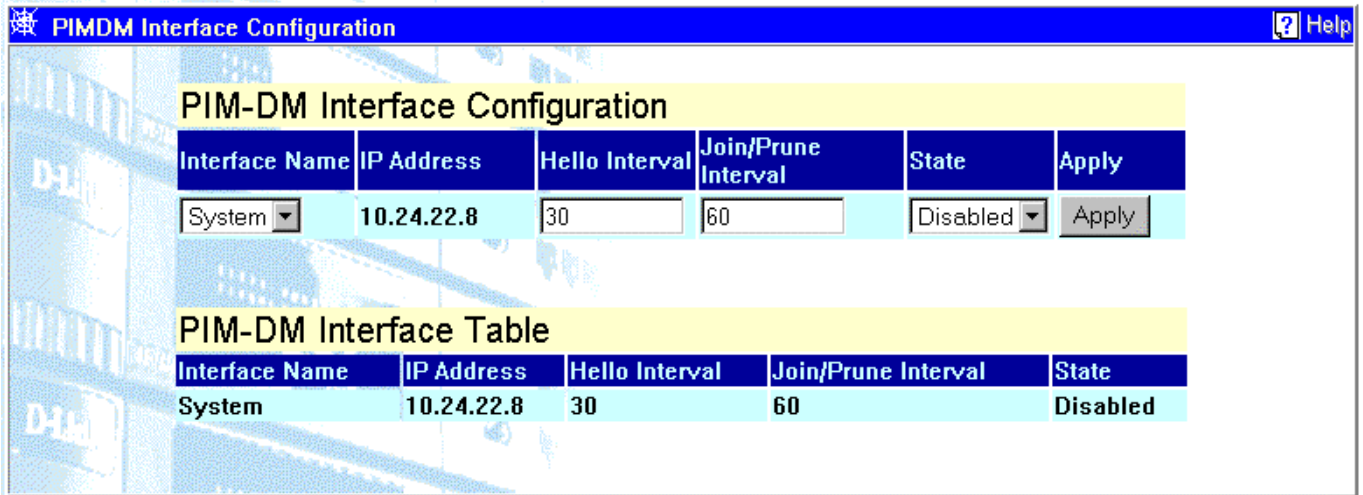 PIMDM Interface Configuration
? Help
PIM-DM Interface Configuration
Interface Name IP Address Hello Interval Join/Prune Interval State Apply
System 10.24.22.8 30 60 Disabled Apply
PIM-DM Interface Table
Interface Name IP Address Hello Interval Join/Prune Interval State
System 10.24.22.8 30 60 Disabled